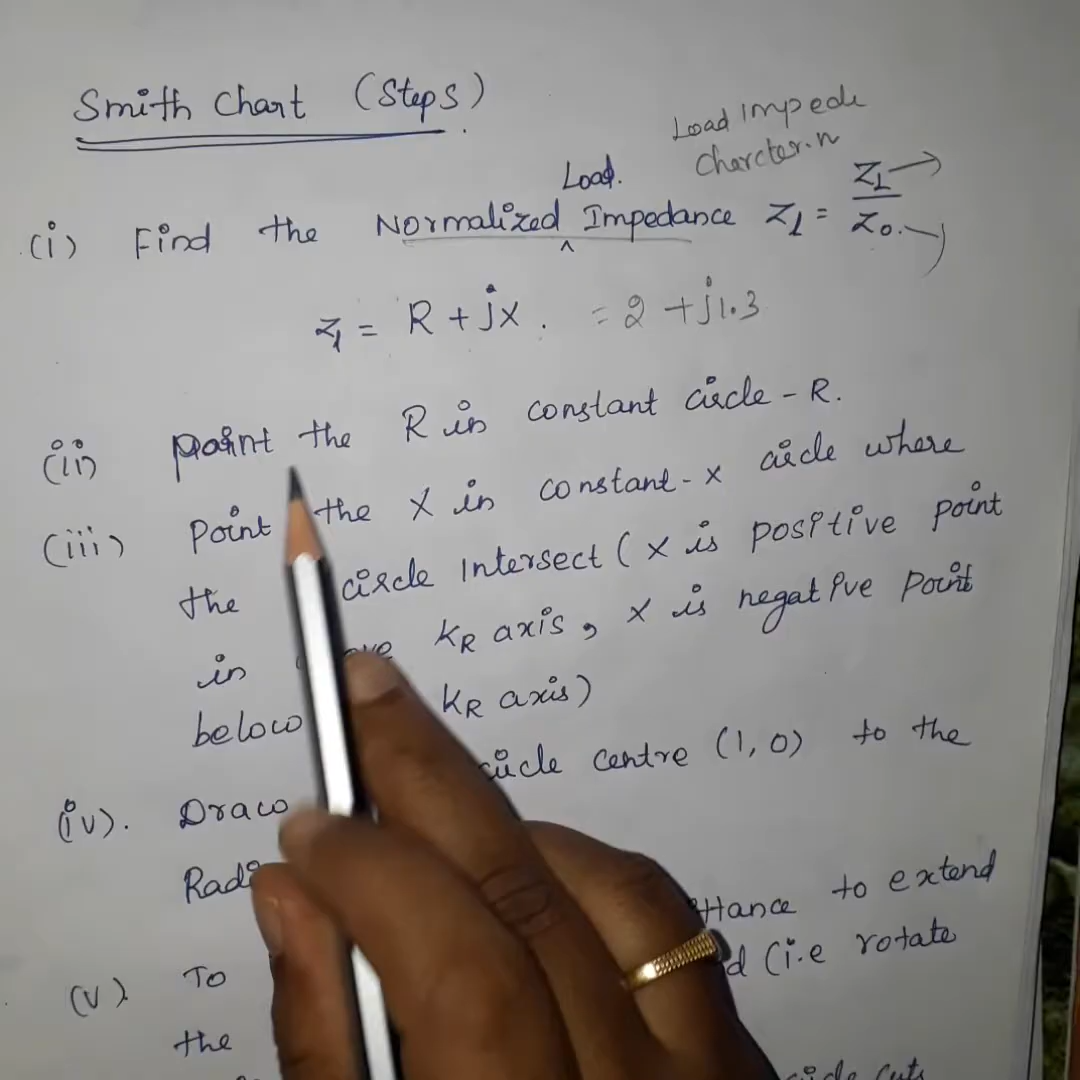 Smith Chart (Steps)
Load Impede
Charcter.n
Load.
(i) Find the Normalized ^ Impedance Zl = ZL/Z0.
zl = R + jx. = 2 + j1.3
(ii) Point the R in constant circle - R.
(iii) Point the X in constant - x circle where
the circle Intersect ( x is positive point
in KR axis, x is negative point
below KR axis)
(iv). Draw circle centre (1,0) to the
to extend
(v). To (i.e rotate
the
cuts